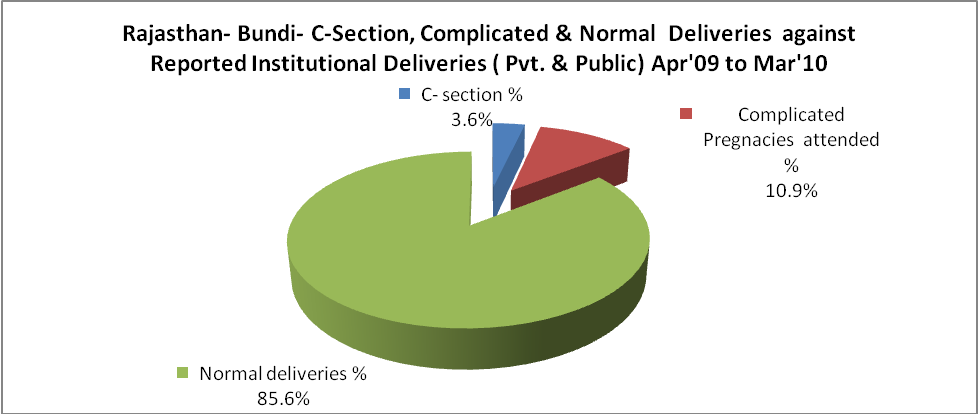 Rajasthan- Bundi- C-Section, Complicated & Normal Deliveries against
Reported Institutional Deliveries ( Pvt. & Public) Apr'09 to Mar'10
C- section %
3.6%
Complicated
Pregnacies attended
%
10.9%
Normal deliveries %
85.6%